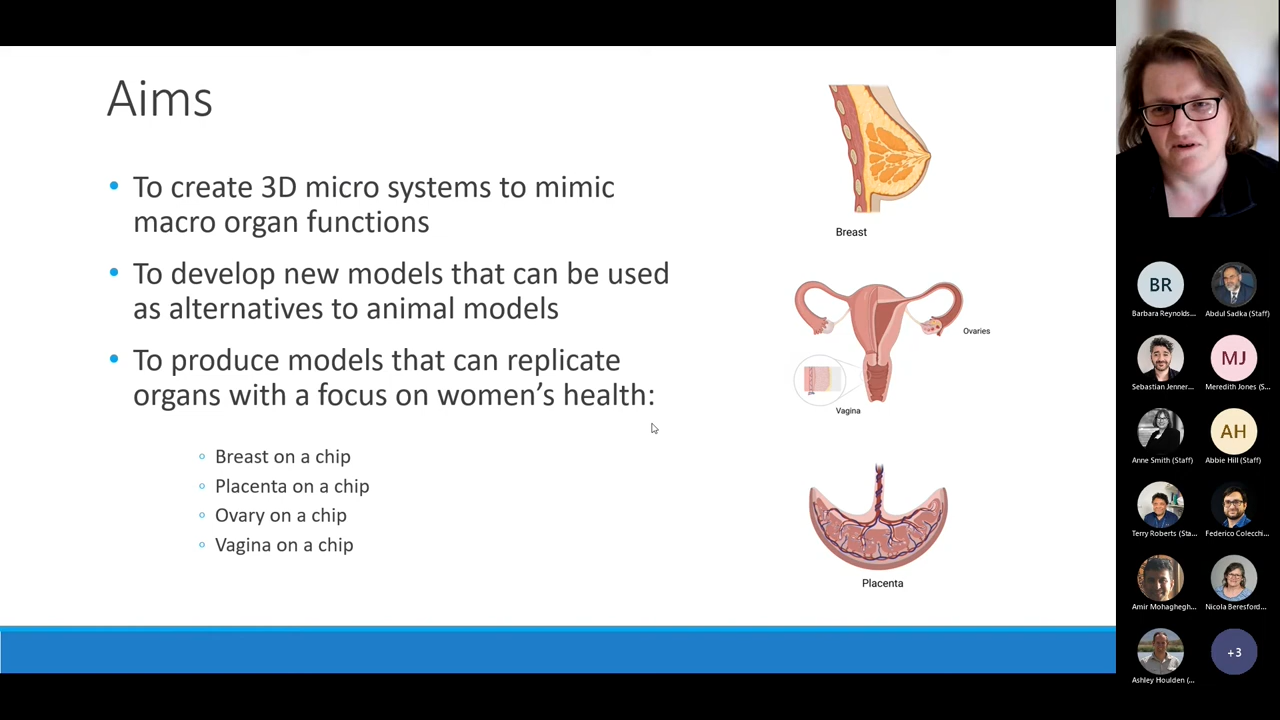 Aims
To create 3D micro systems to mimic
macro organ functions
To develop new models that can be used
as alternatives to animal models
To produce models that can replicate
organs with a focus on women's health:
Breast on a chip
Placenta on a chip
Ovary on a chip
Vagina on a chip
Breast
Ovaries
Vagina
Placenta
BR
Barbara Reynolds...
Abdul Sadka (Staff)
Sebastian Jenner...
MJ
Meredith Jones (S...
Anne Smith (Staff)
AH
Abbie Hill (Staff)
Terry Roberts (Sta...
Federico Colecchi...
Amir Mohaghegh...
Nicola Beresford...
Ashley Houlden (...
+3